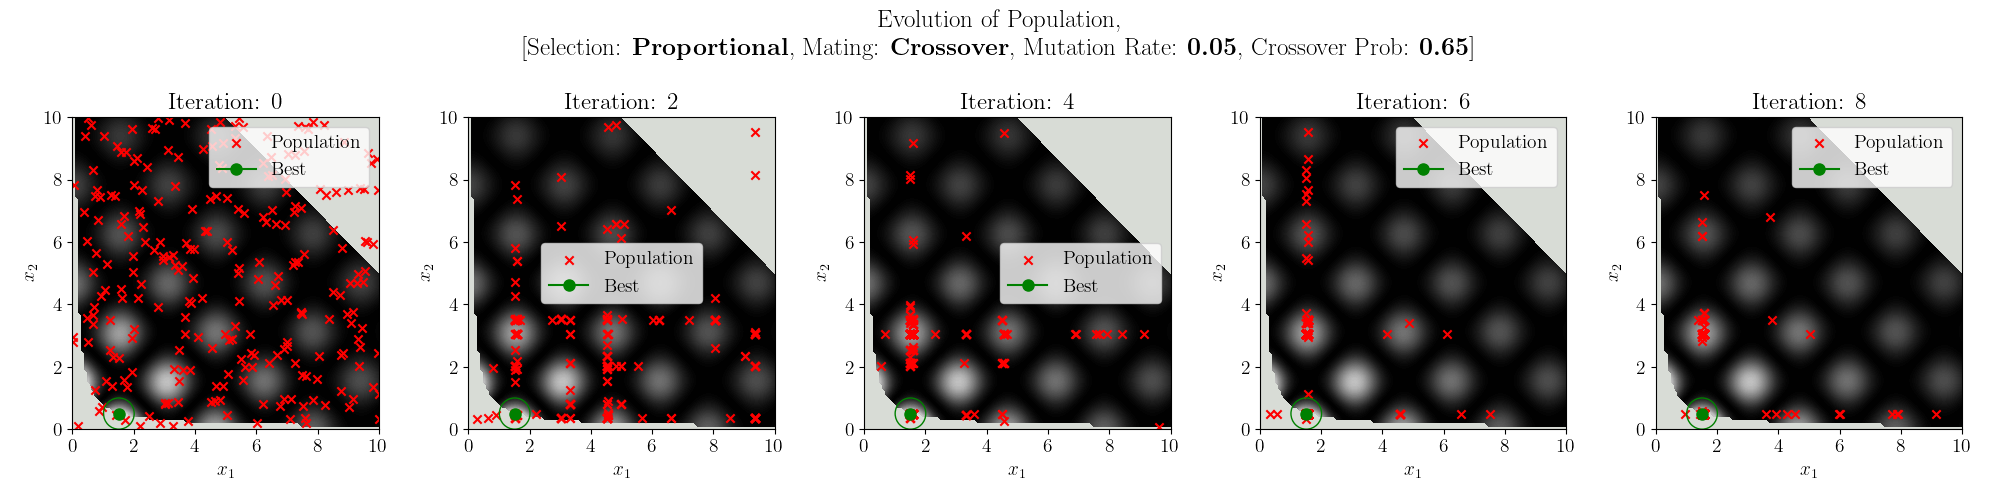 Evolution of Population,
[Selection: Proportional, Mating: Crossover, Mutation Rate: 0.05, Crossover Prob: 0.65]
Iteration: 0
10
8
6
4
2
0
x2
0 2 4 6 8 10
x1
Population
Best
Iteration: 2
10
8
6
4
2
0
x2
0 2 4 6 8 10
x1
Population
Best
Iteration: 4
10
8
6
4
2
0
x2
0 2 4 6 8 10
x1
Population
Best
Iteration: 6
10
8
6
4
2
0
x2
0 2 4 6 8 10
x1
Population
Best
Iteration: 8
10
8
6
4
2
0
x2
0 2 4 6 8 10
x1
Population
Best